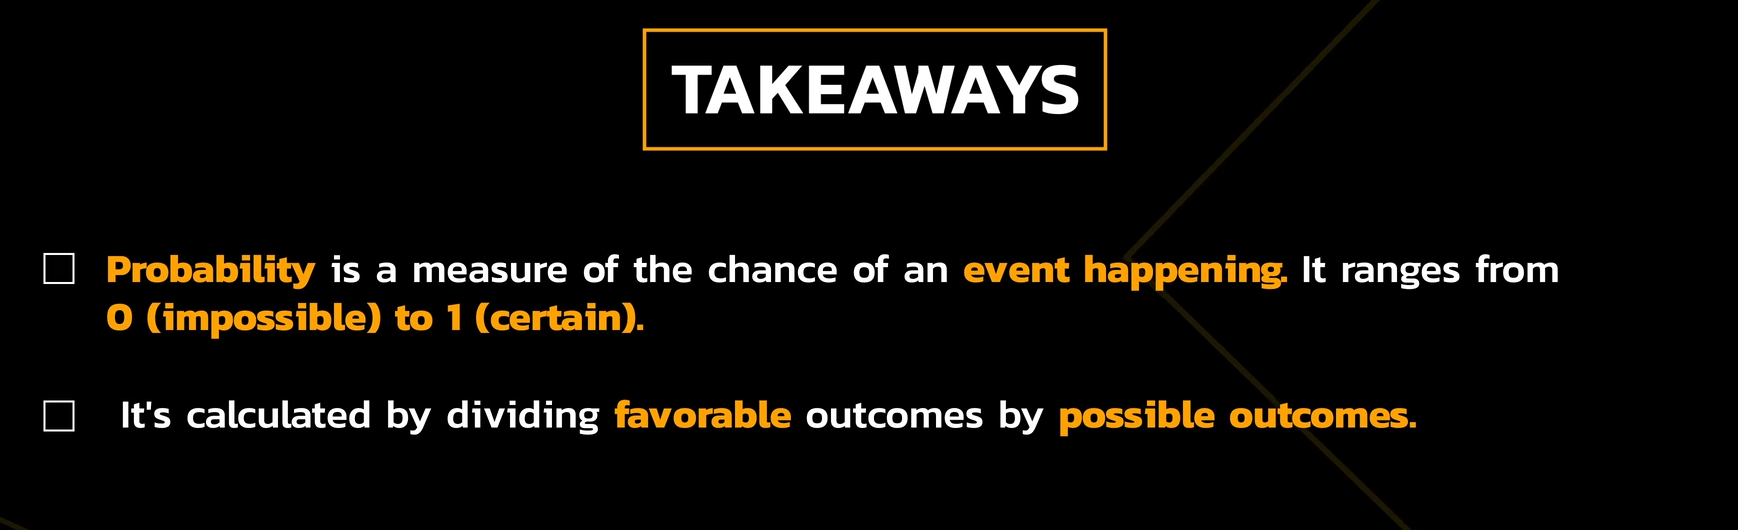 TAKEAWAYS
Probability is a measure of the chance of an event happening. It ranges from
0 (impossible) to 1 (certain).
It's calculated by dividing favorable outcomes by possible outcomes.